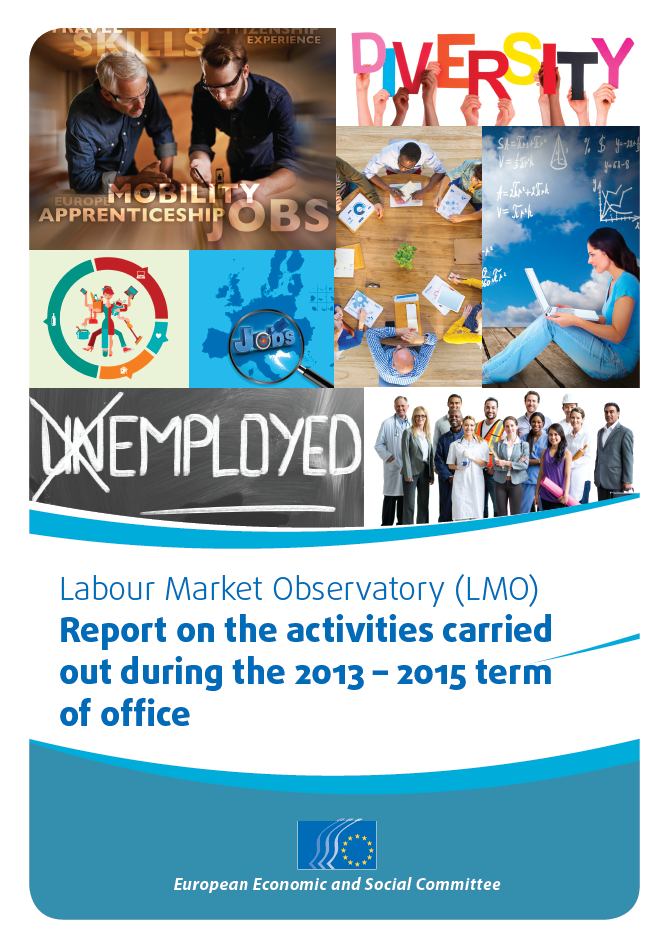 TRAVEL
EU CITIZENSHIP
SKILLS
EXPERIENCE
EUROPE
MOBILITY
APPRENTICESHIP
JOBS
DIVERSITY
% $
JOBS
UNEMPLOYED
Labour Market Observatory (LMO)
Report on the activities carried
out during the 2013 – 2015 term
of office
European Economic and Social Committee